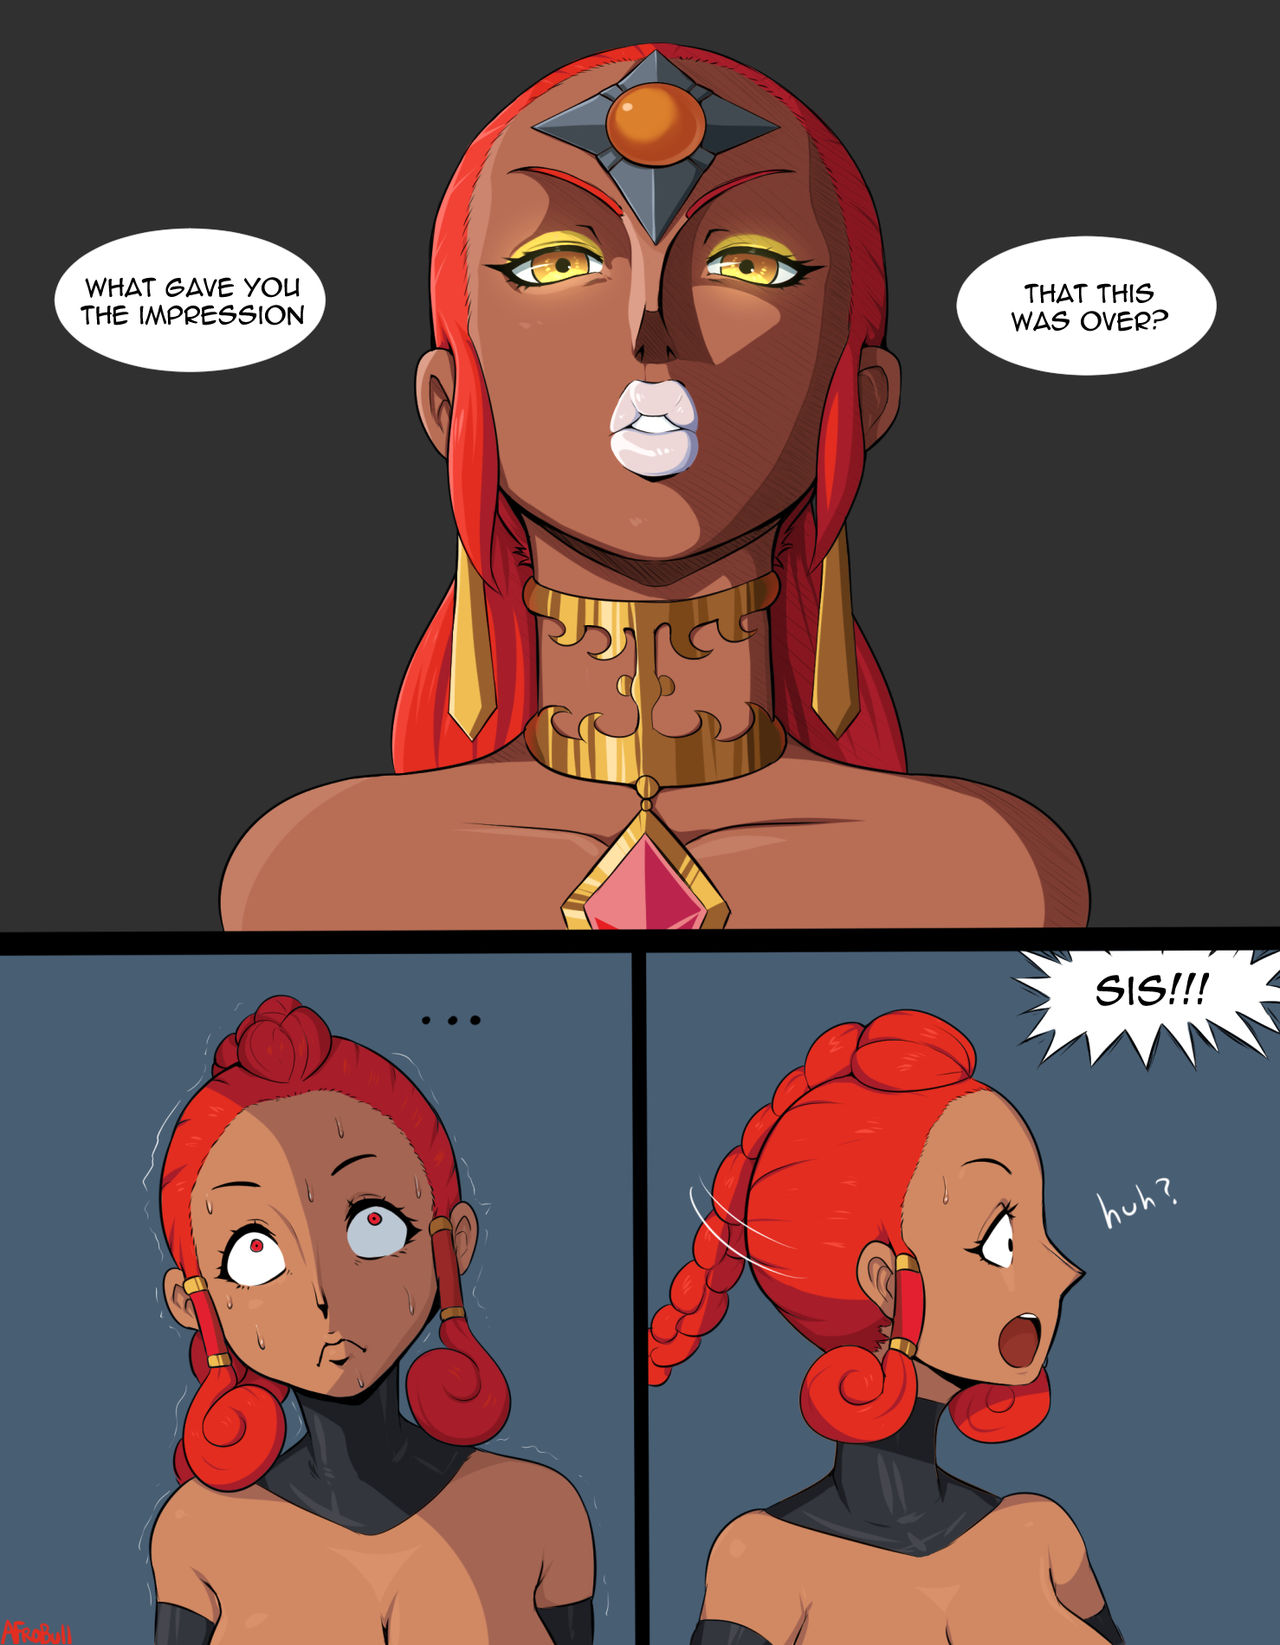 WHAT GAVE YOU
THE IMPRESSION
THAT THIS
WAS OVER?
...
SIS!!!
huh?
AFROBull